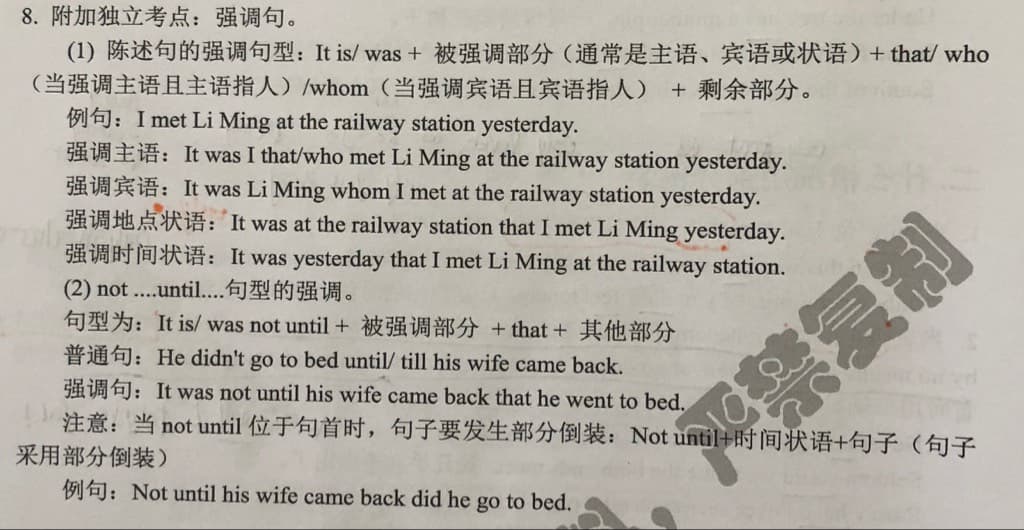 8. 附加独立考点：强调句。
(1) 陈述句的强调句型：It is/ was + 被强调部分（通常是主语、宾语或状语）+ that/ who
（当强调主语且主语指人）/whom（当强调宾语且宾语指人） + 剩余部分。
例句：I met Li Ming at the railway station yesterday.
强调主语：It was I that/who met Li Ming at the railway station yesterday.
强调宾语：It was Li Ming whom I met at the railway station yesterday.
强调地点状语：It was at the railway station that I met Li Ming yesterday.
强调时间状语：It was yesterday that I met Li Ming at the railway station.
(2) not ....until....句型的强调。
句型为：It is/ was not until + 被强调部分 + that + 其他部分
普通句：He didn't go to bed until/ till his wife came back.
强调句：It was not until his wife came back that he went to bed.
注意：当 not until 位于句首时，句子要发生部分倒装：Not until+时间状语+句子（句子
采用部分倒装）
例句：Not until his wife came back did he go to bed.
严禁复制